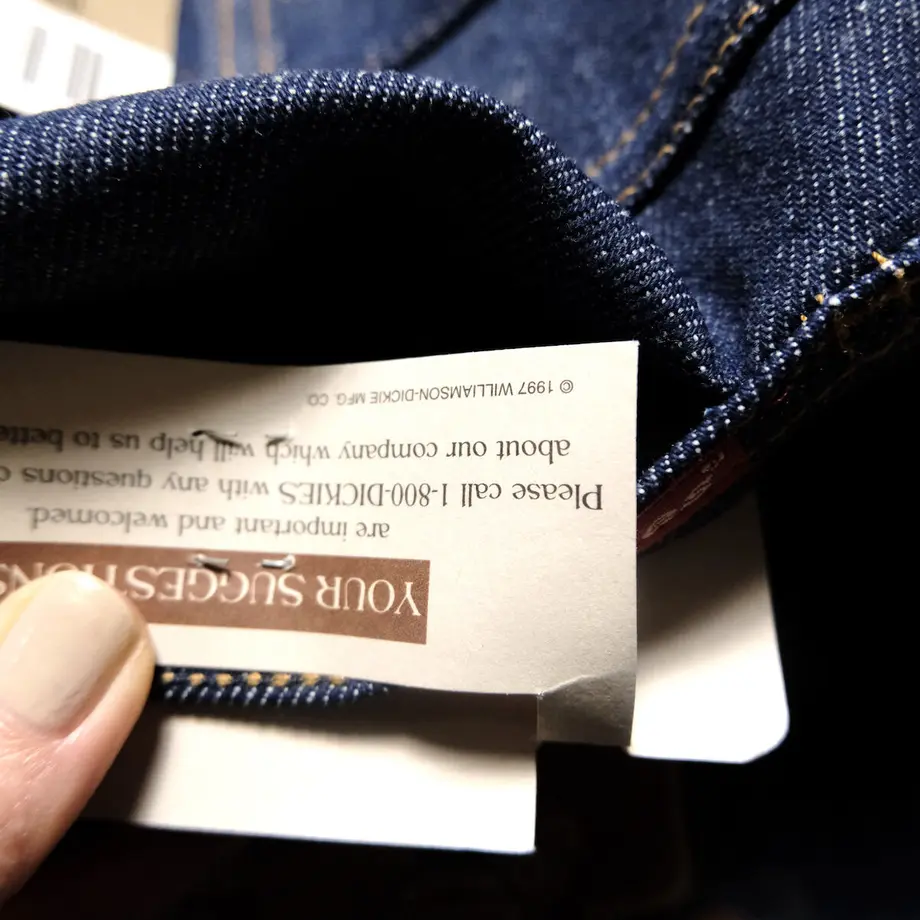 YOUR SUGGESTIONS
are important and welcomed.
Please call 1-800-DICKIES with any questions
about our company which will help us to bette
© 1997 WILLIAMSON-DICKIE MFG. CO